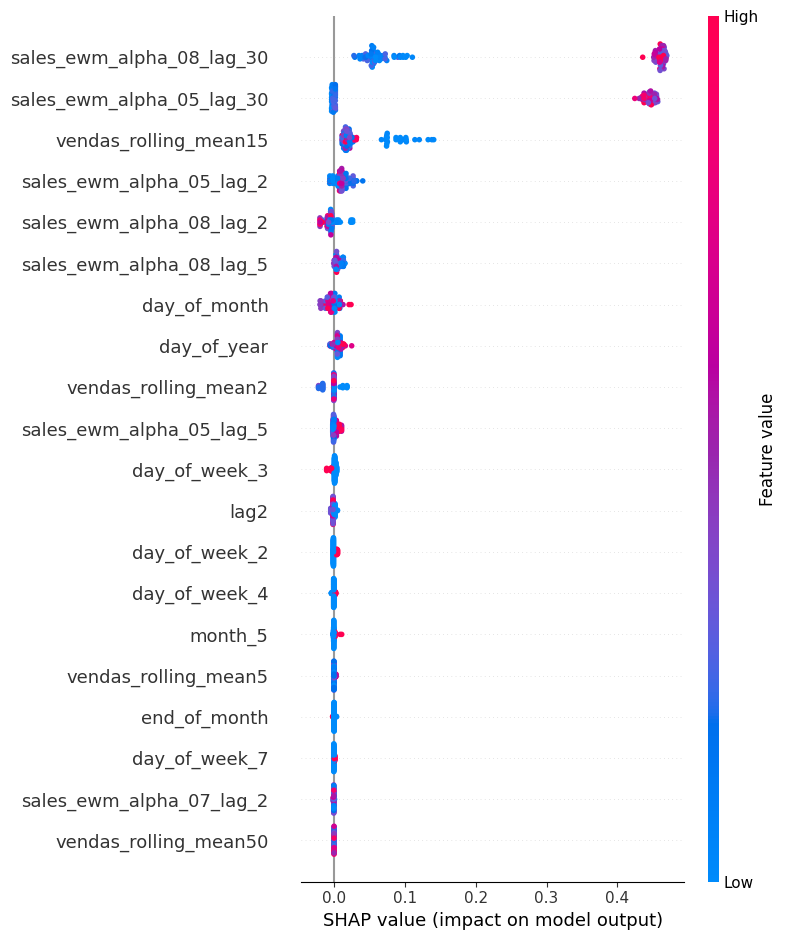 High
sales_ewm_alpha_08_lag_30
sales_ewm_alpha_05_lag_30
vendas_rolling_mean15
sales_ewm_alpha_05_lag_2
sales_ewm_alpha_08_lag_2
sales_ewm_alpha_08_lag_5
day_of_month
day_of_year
vendas_rolling_mean2
sales_ewm_alpha_05_lag_5
day_of_week_3
lag2
day_of_week_2
day_of_week_4
month_5
vendas_rolling_mean5
end_of_month
day_of_week_7
sales_ewm_alpha_07_lag_2
vendas_rolling_mean50
Feature value
Low
0.0 0.1 0.2 0.3 0.4
SHAP value (impact on model output)